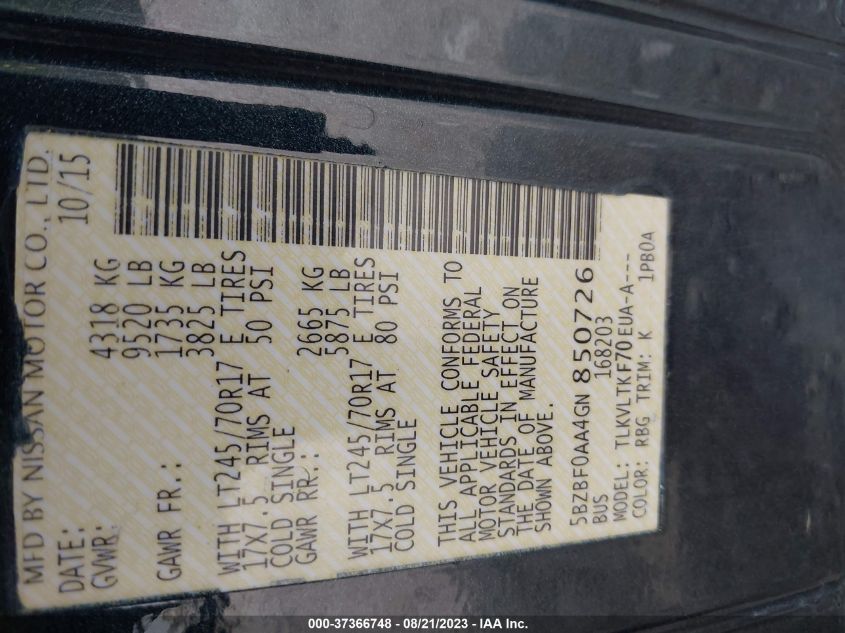 MFD BY NISSAN MOTOR CO., LTD.
DATE: 10/15
GVWR: 4318 KG
9520 LB
GAWR FR.: 1735 KG
3825 LB
WITH LT245/70R17 E TIRES
17X7.5 RIMS AT 50 PSI
COLD SINGLE
GAWR RR.: 2665 KG
5875 LB
WITH LT245/70R17 E TIRES
17X7.5 RIMS AT 80 PSI
COLD SINGLE
THIS VEHICLE CONFORMS TO
ALL APPLICABLE FEDERAL
MOTOR VEHICLE SAFETY
STANDARDS IN EFFECT ON
THE DATE OF MANUFACTURE
SHOWN ABOVE.
5BZBF0AA4GN 850726
BUS 168203
MODEL: TLKVLTKF70EUA-A---
COLOR: RBG TRIM: K 1PB0A
000-37366748 - 08/21/2023 - IAA Inc.